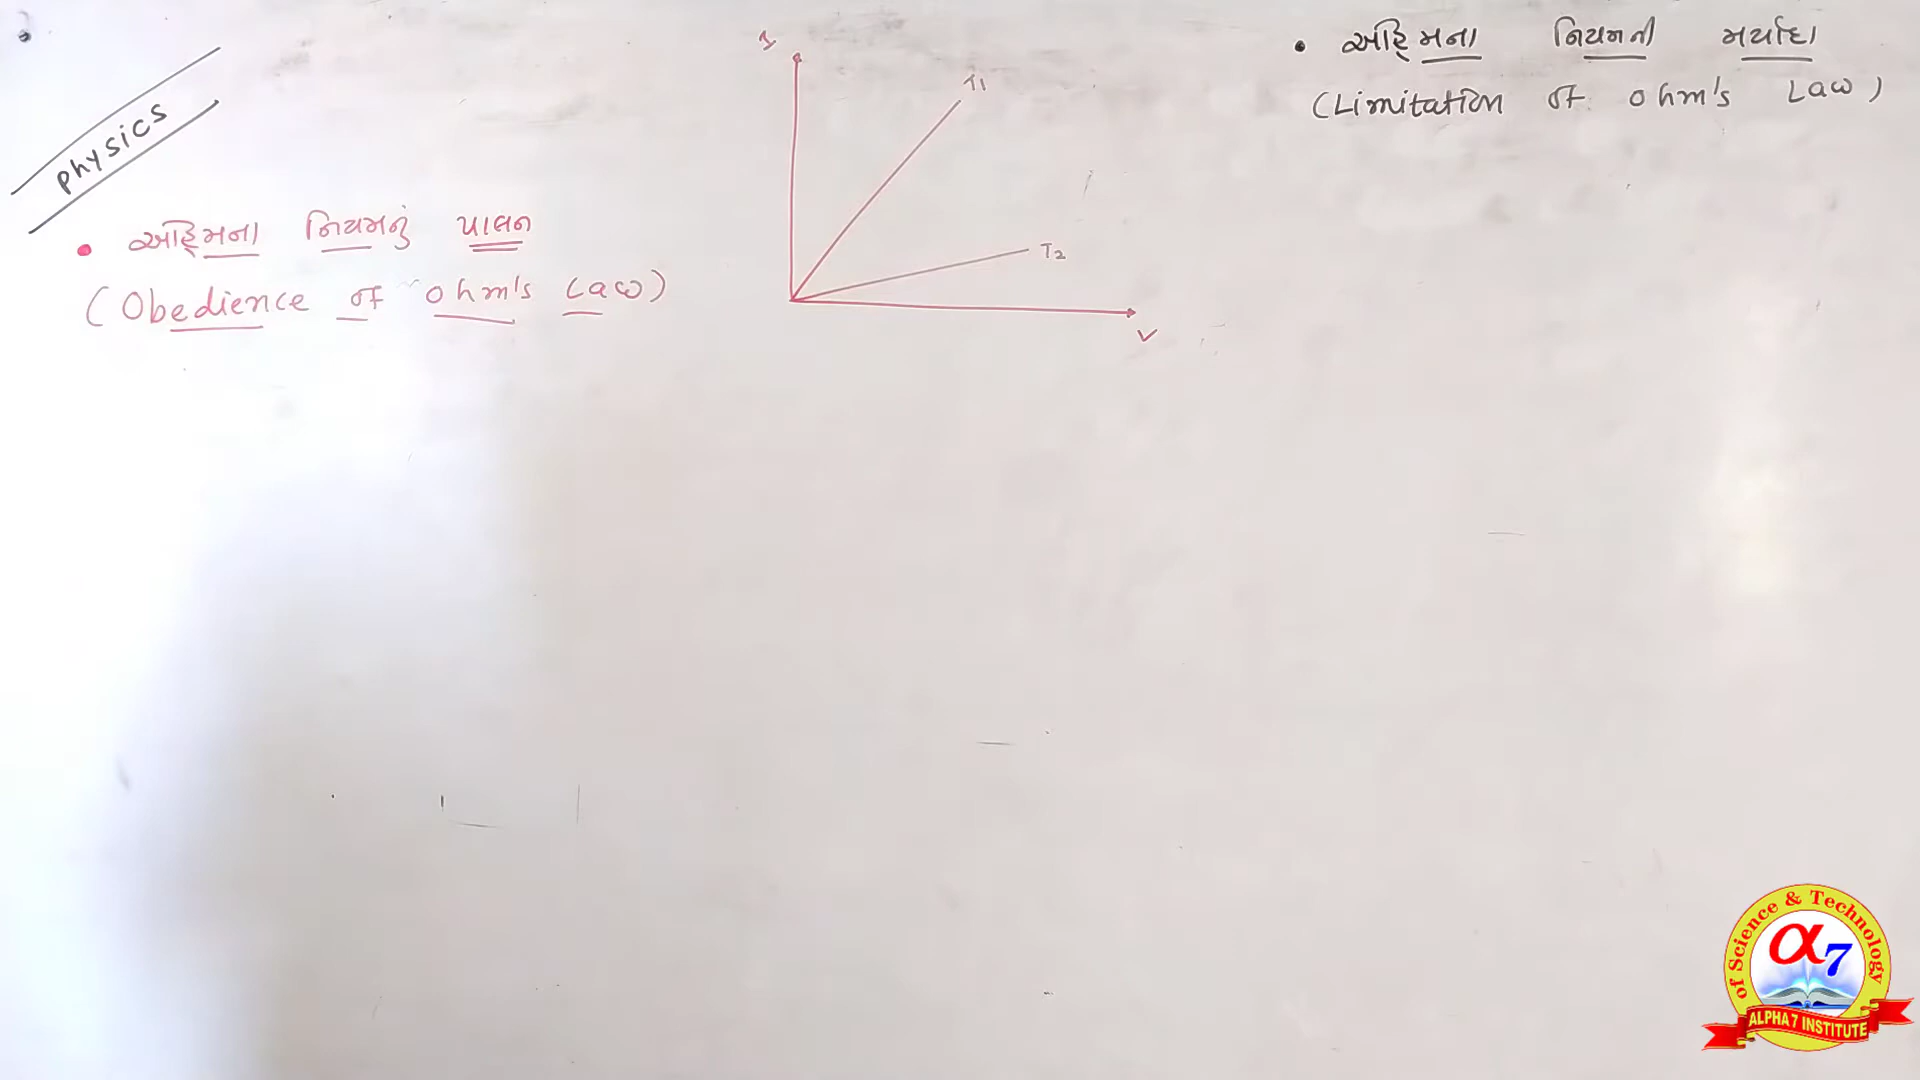 physics
• ઓહ્મના નિયમનું પાલન
(Obedience of ohm's Law)
I
T1
T2
V
• ઓહ્મના નિયમની મર્યાદા
(Limitation of ohm's Law)
of Science & Technology
α7
ALPHA 7 INSTITUTE